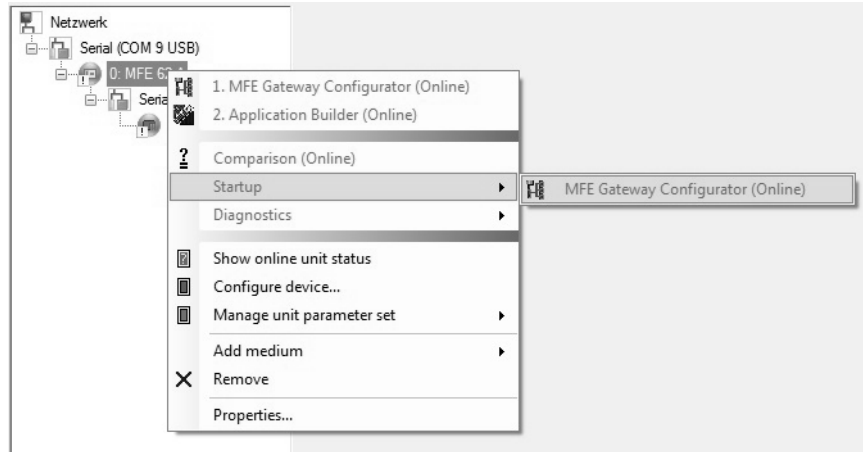 Netzwerk
Serial (COM 9 USB)
0: MFE 62
Seria
1. MFE Gateway Configurator (Online)
2. Application Builder (Online)
Comparison (Online)
Startup
MFE Gateway Configurator (Online)
Diagnostics
Show online unit status
Configure device...
Manage unit parameter set
Add medium
Remove
Properties...